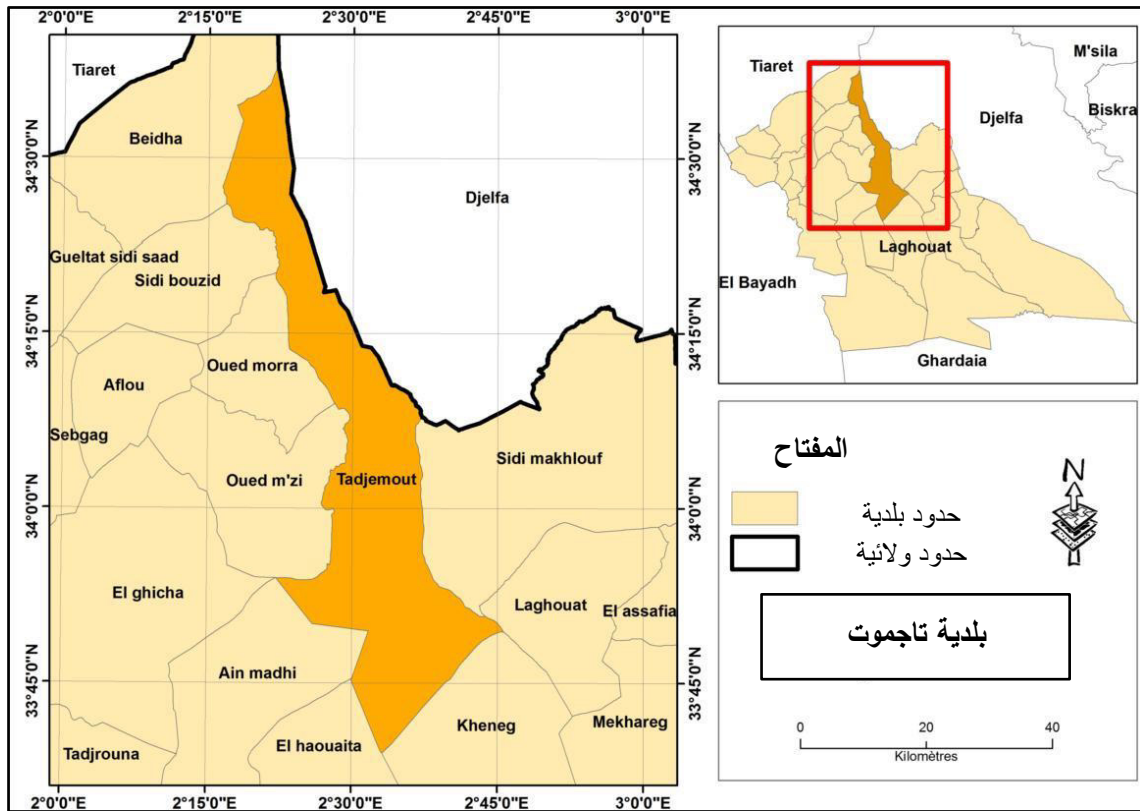 2°0'0"E 2°15'0"E 2°30'0"E 2°45'0"E 3°0'0"E
34°30'0"N
34°15'0"N
34°0'0"N
33°45'0"N
Tiaret
Beidha
Djelfa
Gueltat sidi saad
Sidi bouzid
Oued morra
Aflou
Sebgag
Oued m'zi
Tadjemout
Sidi makhlouf
El ghicha
Laghouat
El assafia
Ain madhi
Kheneg
Mekhareg
El haouaita
Tadjrouna
34°30'0"N
34°15'0"N
34°0'0"N
33°45'0"N
2°0'0"E 2°15'0"E 2°30'0"E 2°45'0"E 3°0'0"E
M'sila
Tiaret
Biskra
Djelfa
Laghouat
El Bayadh
Ghardaia
المفتاح
N
حدود بلدية
حدود ولائية
بلدية تاجموت
0 20 40
Kilomètres